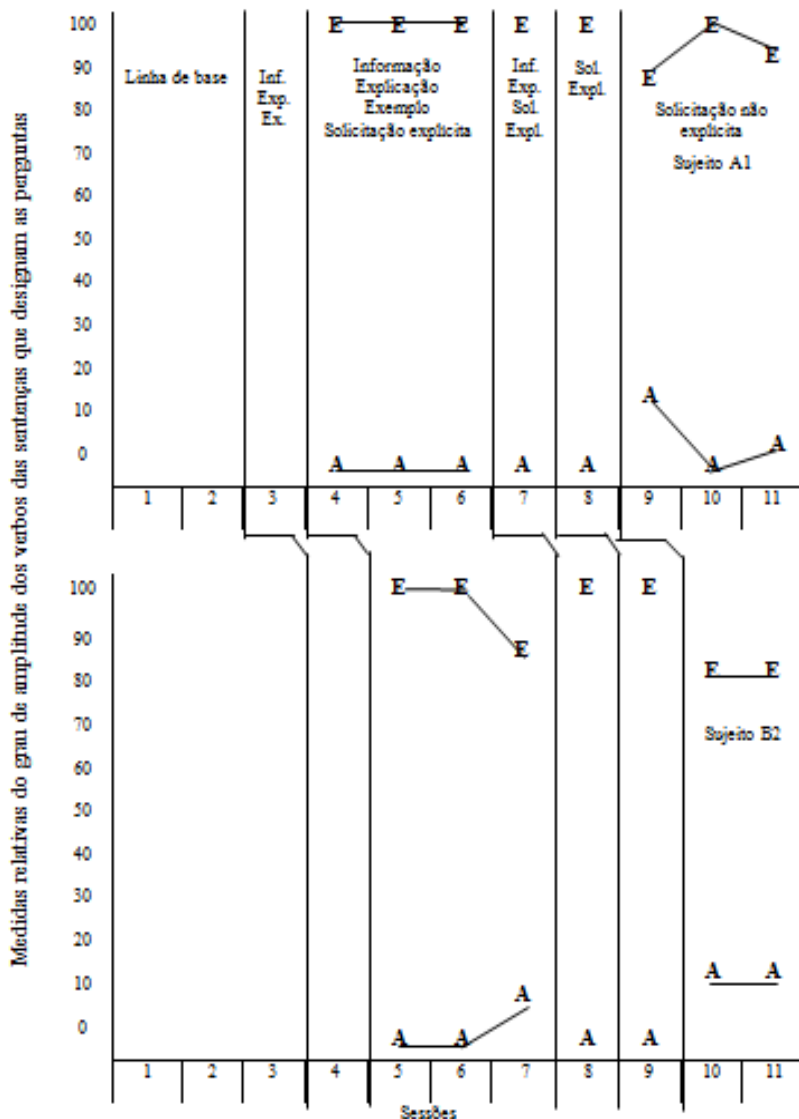 Medidas relativas do grau de amplitude dos verbos das sentenças que designam as perguntas
100
90
80
70
60
50
40
30
20
10
0
Linha de base
Inf.
Exp.
Ex.
E E E
Informação
Explicação
Exemplo
Solicitação explícita
A A A
E
Inf.
Exp.
Sol.
Expl.
A
E
Sol.
Expl.
A
E E E
Solicitação não
explícita
Sujeito A1
A A A
1 2 3 4 5 6 7 8 9 10 11
100
90
80
70
60
50
40
30
20
10
0
E E E
A A A
E
A
E
A
E E
Sujeito B2
A A
1 2 3 4 5 6 7 8 9 10 11
Sessões